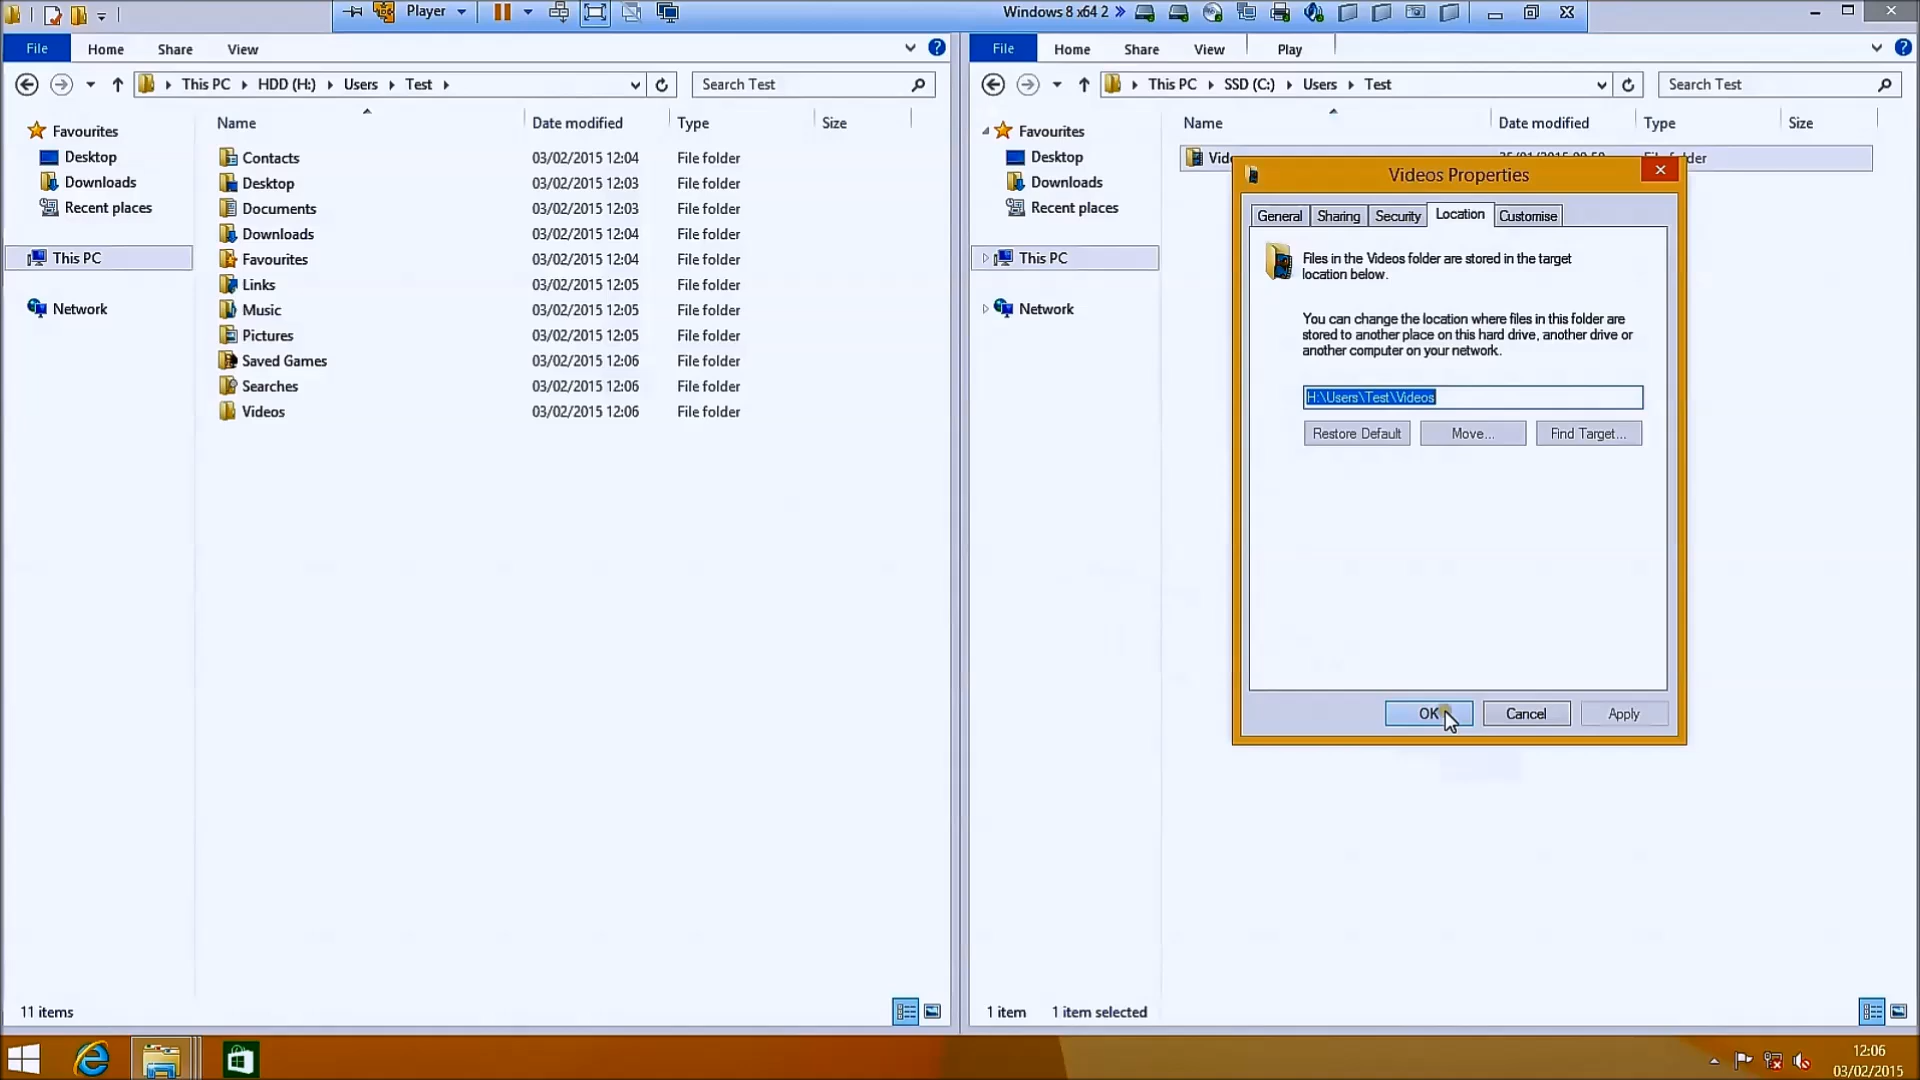 Player
Windows 8 x64 2
File Home Share View
This PC HDD (H:) Users Test
Search Test
Name Date modified Type Size
Favourites
Desktop
Downloads
Recent places
This PC
Network
Contacts 03/02/2015 12:04 File folder
Desktop 03/02/2015 12:03 File folder
Documents 03/02/2015 12:03 File folder
Downloads 03/02/2015 12:04 File folder
Favourites 03/02/2015 12:04 File folder
Links 03/02/2015 12:05 File folder
Music 03/02/2015 12:05 File folder
Pictures 03/02/2015 12:05 File folder
Saved Games 03/02/2015 12:06 File folder
Searches 03/02/2015 12:06 File folder
Videos 03/02/2015 12:06 File folder
11 items
File Home Share View Play
This PC SSD (C:) Users Test
Search Test
Name Date modified Type Size
Favourites
Desktop
Downloads
Recent places
This PC
Network
Videos Properties
General Sharing Security Location Customise
Files in the Videos folder are stored in the target
location below.
You can change the location where files in this folder are
stored to another place on this hard drive, another drive or
another computer on your network.
H:\Users\Test\Videos
Restore Default Move... Find Target...
OK Cancel Apply
1 item 1 item selected
12:06
03/02/2015